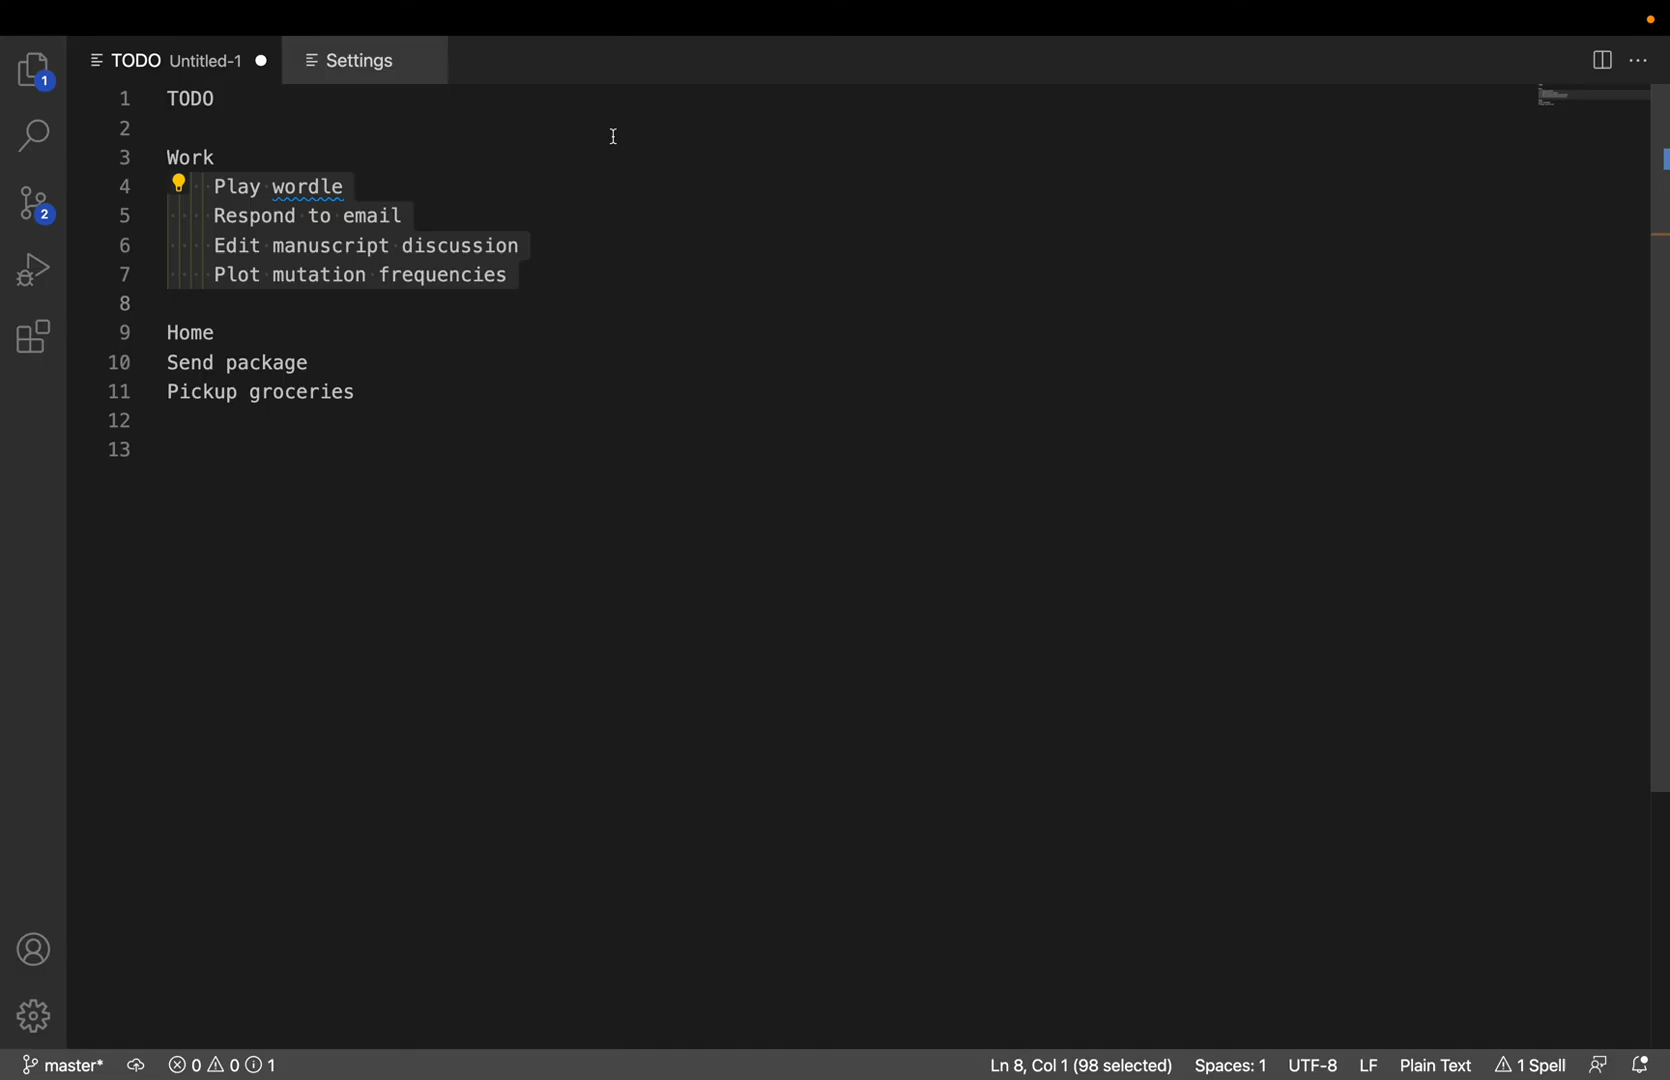 TODO Untitled-1
Settings
1
2
1 TODO
2
3 Work
4 Play wordle
5 Respond to email
6 Edit manuscript discussion
7 Plot mutation frequencies
8
9 Home
10 Send package
11 Pickup groceries
12
13
master* 0 0 1 Ln 8, Col 1 (98 selected) Spaces: 1 UTF-8 LF Plain Text 1 Spell